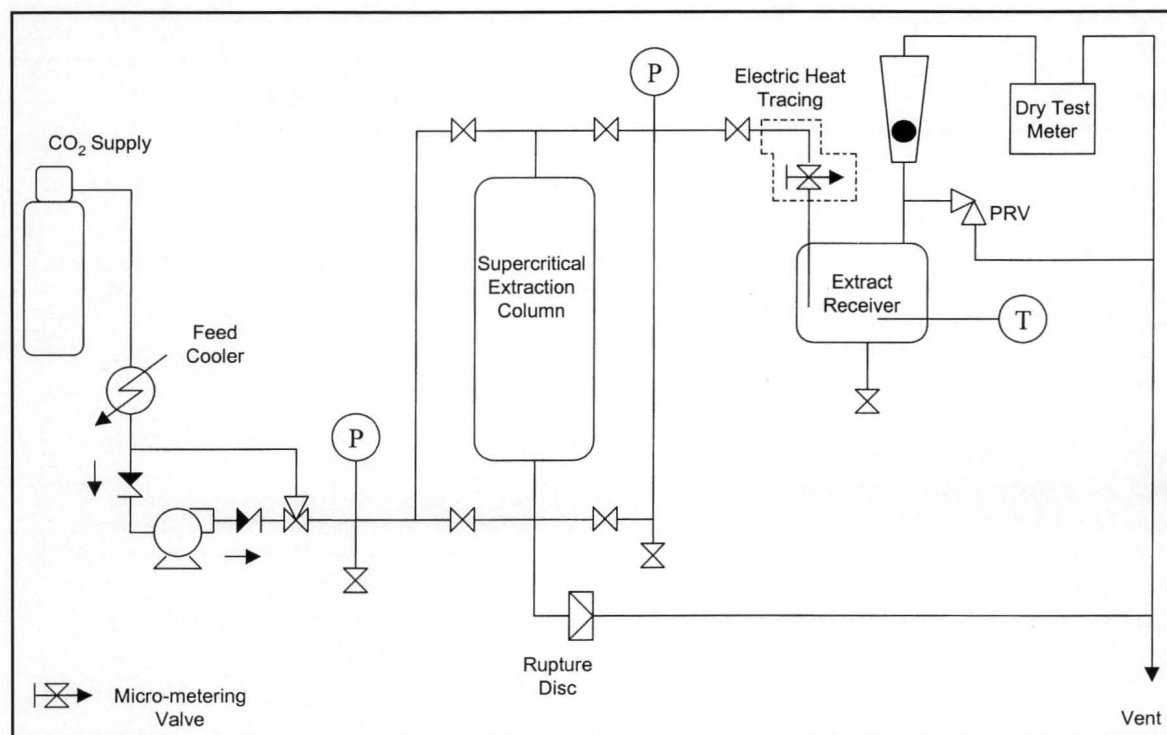 CO2 Supply
Feed
Cooler
P
Supercritical
Extraction
Column
P
Electric Heat
Tracing
Dry Test
Meter
PRV
Extract
Receiver
T
Rupture
Disc
Micro-metering
Valve
Vent